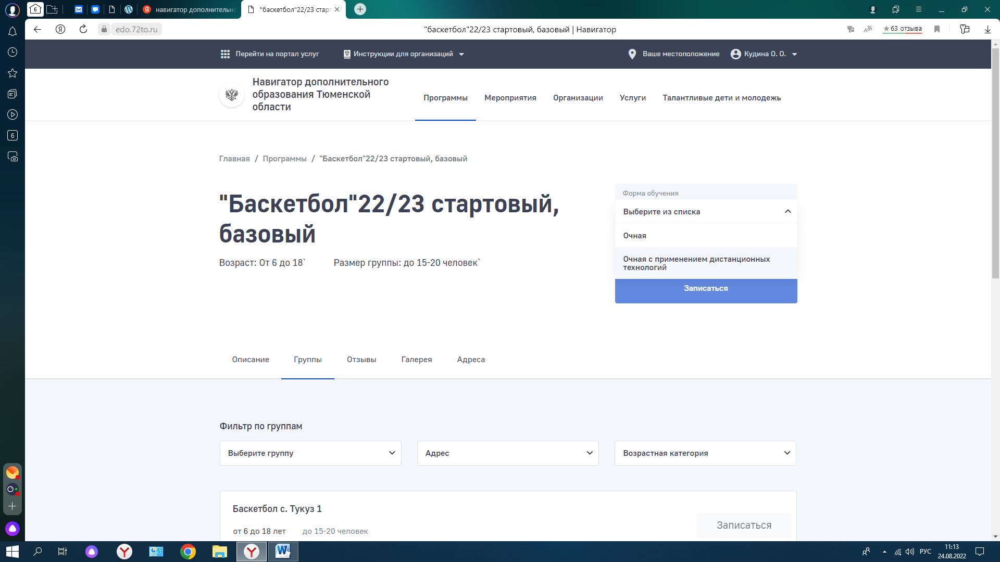 6
навигатор дополнительн
"баскетбол"22/23 старт
edo.72to.ru
"баскетбол"22/23 стартовый, базовый | Навигатор
★ 63 отзыва
6
Перейти на портал услуг
Инструкции для организаций
Ваше местоположение
Кудина О. О.
Навигатор дополнительного
образования Тюменской
области
Программы
Мероприятия
Организации
Услуги
Талантливые дети и молодежь
Главная / Программы / "Баскетбол"22/23 стартовый, базовый
"Баскетбол"22/23 стартовый,
базовый
Возраст: От 6 до 18`
Размер группы: до 15-20 человек`
Форма обучения
Выберите из списка
Очная
Очная с применением дистанционных
технологий
Записаться
Описание
Группы
Отзывы
Галерея
Адреса
Фильтр по группам
Выберите группу
Адрес
Возрастная категория
Баскетбол с. Тукуз 1
от 6 до 18 лет
до 15-20 человек
Записаться
РУС
11:13
24.08.2022